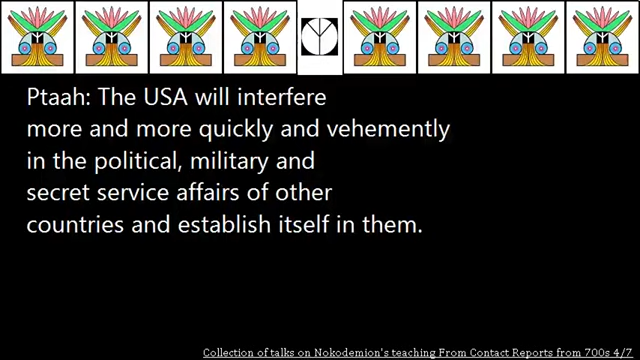 Ptaah: The USA will interfere
more and more quickly and vehemently
in the political, military and
secret service affairs of other
countries and establish itself in them.
Collection of talks on Nokodemion's teaching From Contact Reports from 700s 4/7